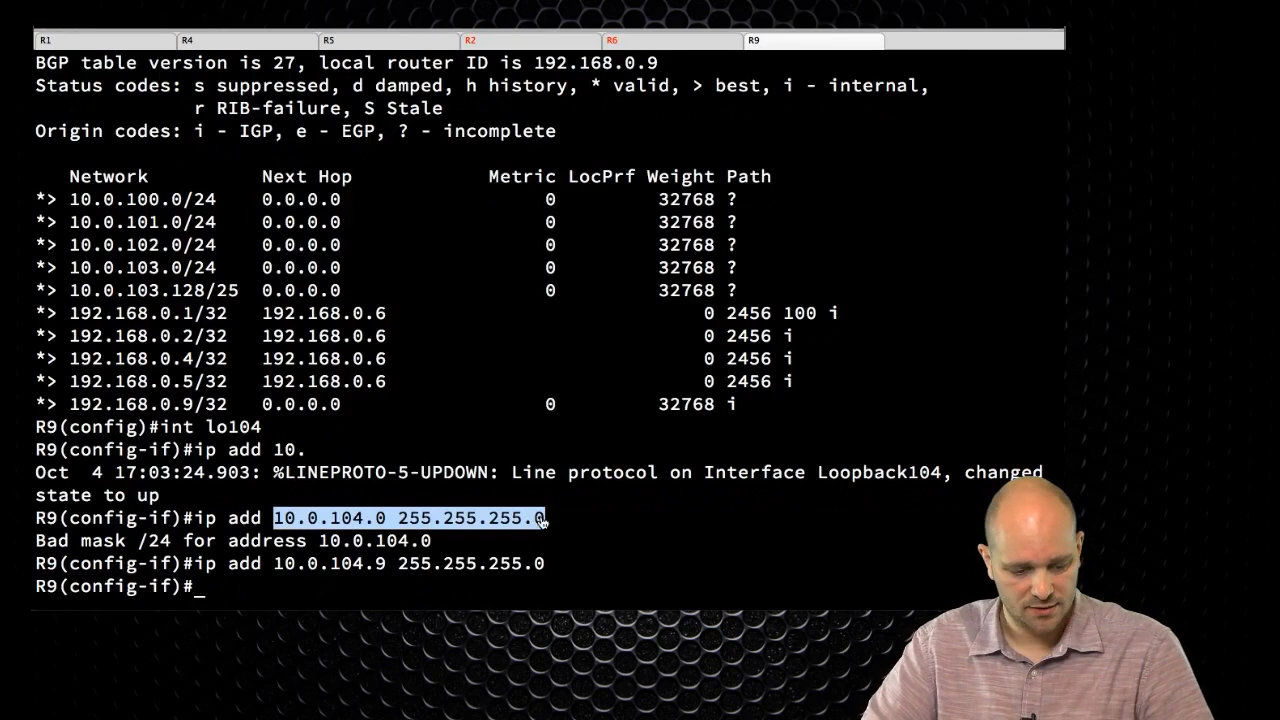 R1 R4 R5 R2 R6 R9
BGP table version is 27, local router ID is 192.168.0.9
Status codes: s suppressed, d damped, h history, * valid, > best, i - internal,
r RIB-failure, S Stale
Origin codes: i - IGP, e - EGP, ? - incomplete
Network Next Hop Metric LocPrf Weight Path
*> 10.0.100.0/24 0.0.0.0 0 32768 ?
*> 10.0.101.0/24 0.0.0.0 0 32768 ?
*> 10.0.102.0/24 0.0.0.0 0 32768 ?
*> 10.0.103.0/24 0.0.0.0 0 32768 ?
*> 10.0.103.128/25 0.0.0.0 0 32768 ?
*> 192.168.0.1/32 192.168.0.6 0 2456 100 i
*> 192.168.0.2/32 192.168.0.6 0 2456 i
*> 192.168.0.4/32 192.168.0.6 0 2456 i
*> 192.168.0.5/32 192.168.0.6 0 2456 i
*> 192.168.0.9/32 0.0.0.0 0 32768 i
R9(config)#int lo104
R9(config-if)#ip add 10.
Oct 4 17:03:24.903: %LINEPROTO-5-UPDOWN: Line protocol on Interface Loopback104, changed
state to up
R9(config-if)#ip add 10.0.104.0 255.255.255.0
Bad mask /24 for address 10.0.104.0
R9(config-if)#ip add 10.0.104.9 255.255.255.0
R9(config-if)#_